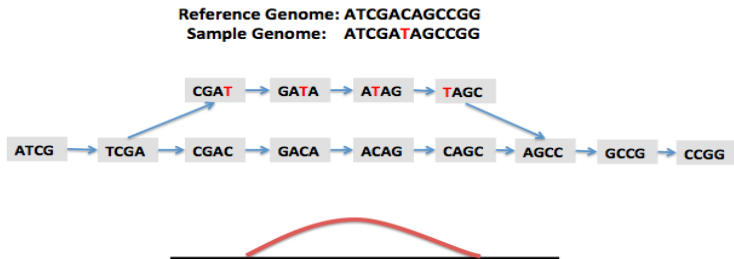 Reference Genome: ATCGACAGCCGG
Sample Genome: ATCGATAGCCGG
CGAT GATA ATAG TAGC
ATCG TCGA CGAC GACA ACAG CAGC AGCC GCCG CCGG